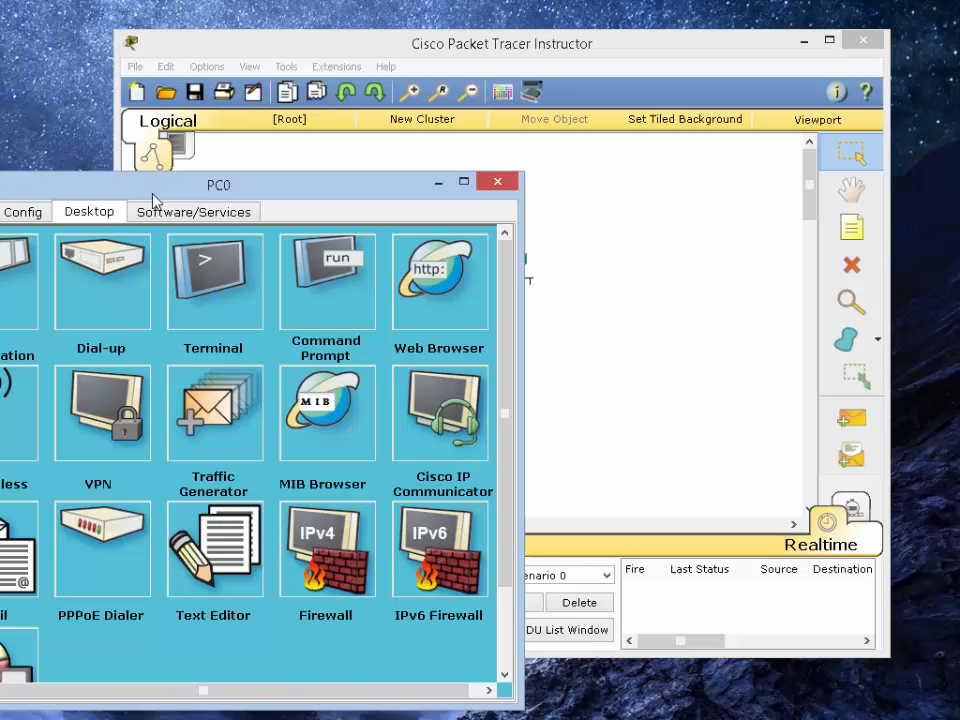 Cisco Packet Tracer Instructor
File Edit Options View Tools Extensions Help
Logical [Root] New Cluster Move Object Set Tiled Background Viewport
PC0
Config Desktop Software/Services
run
http:
ation Dial-up Terminal Command Prompt Web Browser
MIB
less VPN Traffic Generator MIB Browser Cisco IP Communicator
IPv4 IPv6
il PPPoE Dialer Text Editor Firewall IPv6 Firewall
Realtime
enario 0 Fire Last Status Source Destination
Delete
DU List Window